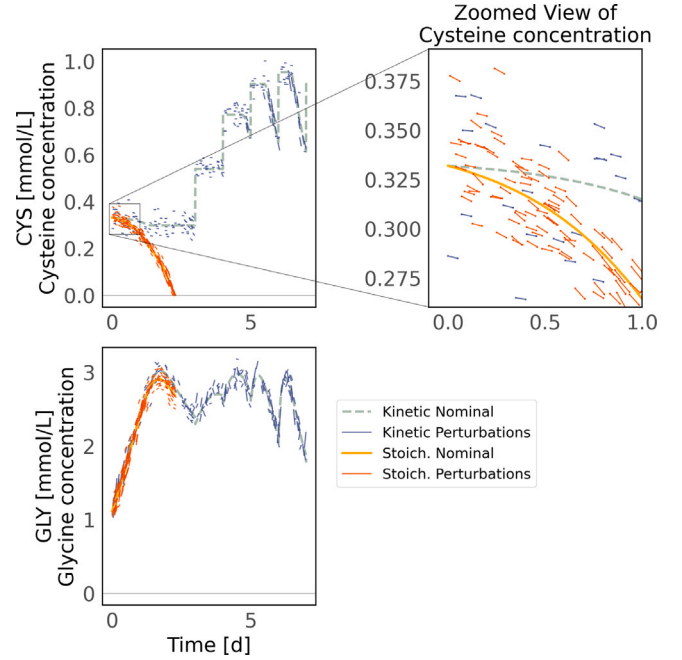 Zoomed View of
Cysteine concentration
CYS [mmol/L]
Cysteine concentration
1.0
0.8
0.6
0.4
0.2
0.0
0
5
0.375
0.350
0.325
0.300
0.275
0.0
0.5
1.0
GLY [mmol/L]
Glycine concentration
3
2
1
0
0
5
Time [d]
Kinetic Nominal
Kinetic Perturbations
Stoich. Nominal
Stoich. Perturbations